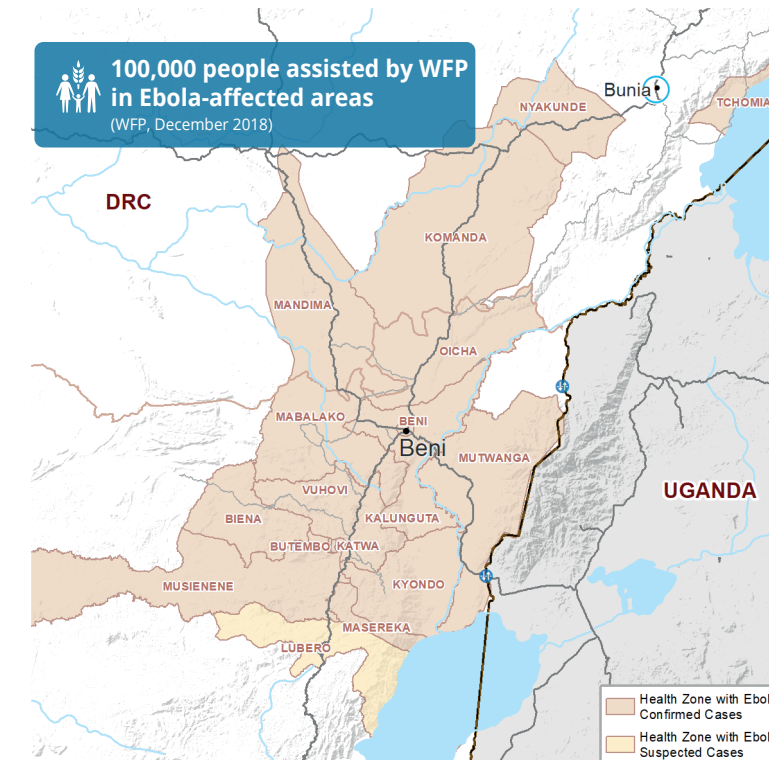 100,000 people assisted by WFP
in Ebola-affected areas
(WFP, December 2018)
Bunia
NYAKUNDE
TCHOMIA
DRC
KOMANDA
MANDIMA
OICHA
MABALAKO
BENI
Beni
MUTWANGA
UGANDA
VUHOVI
BIENA
KALUNGUTA
BUTEMBO
KATWA
MUSIENENE
KYONDO
MASEREKA
LUBERO
Health Zone with Ebol
Confirmed Cases
Health Zone with Ebol
Suspected Cases